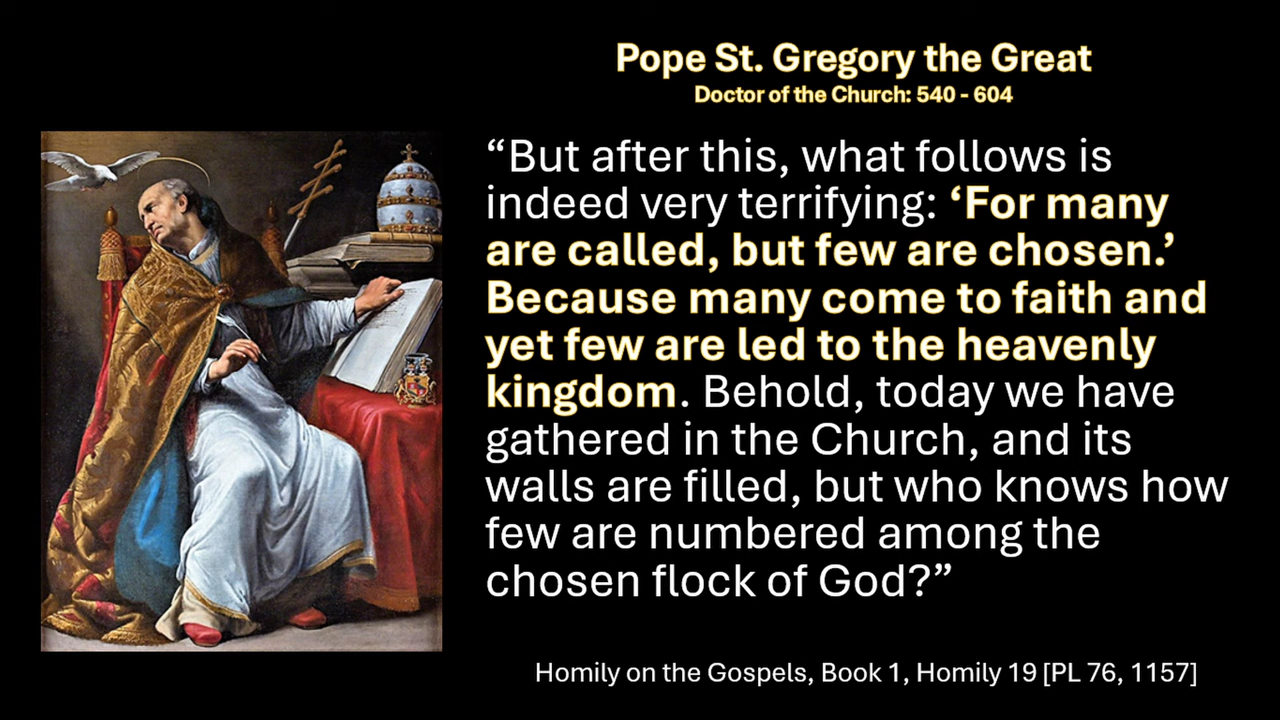 Pope St. Gregory the Great
Doctor of the Church: 540 - 604
“But after this, what follows is
indeed very terrifying: ‘For many
are called, but few are chosen.’
Because many come to faith and
yet few are led to the heavenly
kingdom. Behold, today we have
gathered in the Church, and its
walls are filled, but who knows how
few are numbered among the
chosen flock of God?”
Homily on the Gospels, Book 1, Homily 19 [PL 76, 1157]